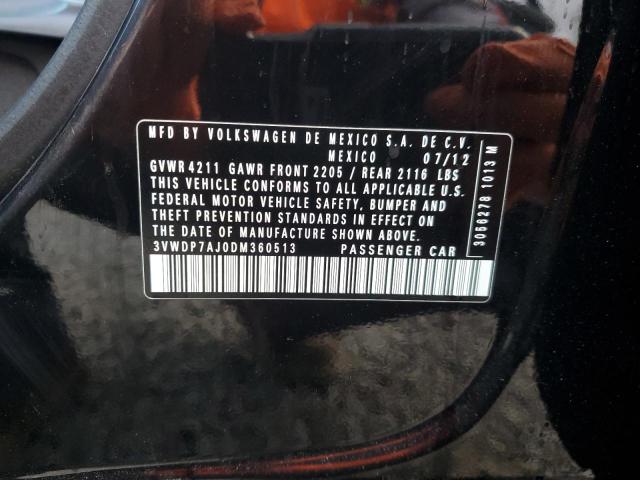 MFD BY VOLKSWAGEN DE MEXICO S.A. DE C.V.
MEXICO 07/12
GVWR 4211 GAWR FRONT 2205 / REAR 2116 LBS
THIS VEHICLE CONFORMS TO ALL APPLICABLE U.S.
FEDERAL MOTOR VEHICLE SAFETY, BUMPER AND
THEFT PREVENTION STANDARDS IN EFFECT ON
THE DATE OF MANUFACTURE SHOWN ABOVE.
3VWDP7AJ0DM360513 PASSENGER CAR
3056278 1013 M